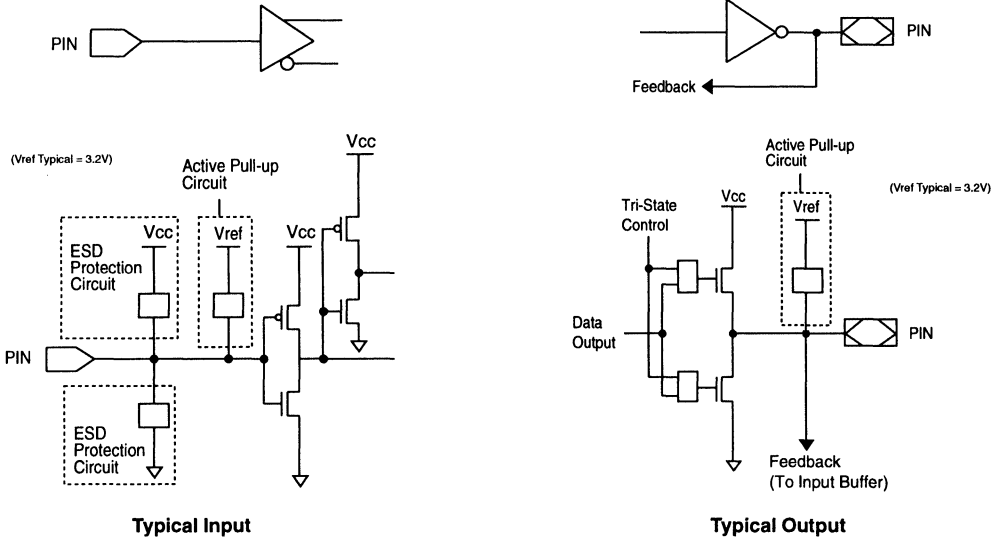 PIN
PIN
Feedback
(Vref Typical = 3.2V)
Active Pull-up
Circuit
Vcc
Vcc
Vref
Vcc
ESD
Protection
Circuit
PIN
ESD
Protection
Circuit
Typical Input
Active Pull-up
Circuit
(Vref Typical = 3.2V)
Tri-State
Control
Vcc
Vref
Data
Output
PIN
Feedback
(To Input Buffer)
Typical Output